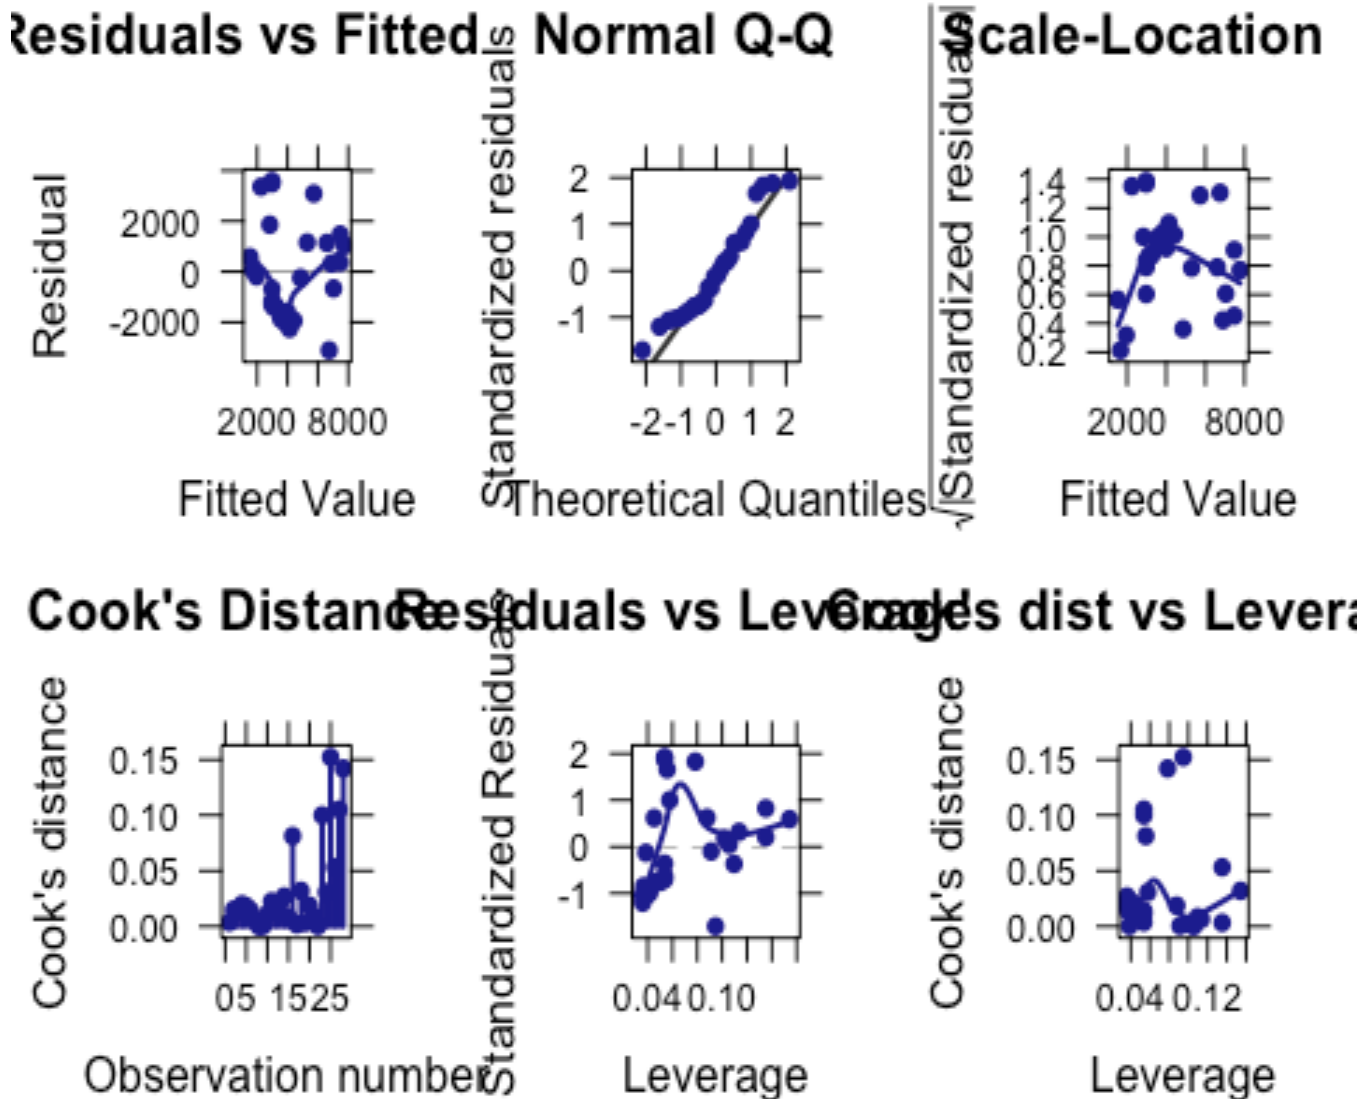 Residuals vs Fitted
Residual
2000
0
-2000
2000 8000
Fitted Value
Normal Q-Q
Standardized residuals
2
1
0
-1
-2 -1 0 1 2
Theoretical Quantiles
Scale-Location
√|Standardized residuals|
1.4
1.2
1.0
0.8
0.6
0.4
0.2
2000 8000
Fitted Value
Cook's Distance
Cook's distance
0.15
0.10
0.05
0.00
05 1525
Observation number
Residuals vs Leverage
Standardized Residuals
2
1
0
-1
0.04 0.10
Leverage
Cook's dist vs Levera
Cook's distance
0.15
0.10
0.05
0.00
0.04 0.12
Leverage